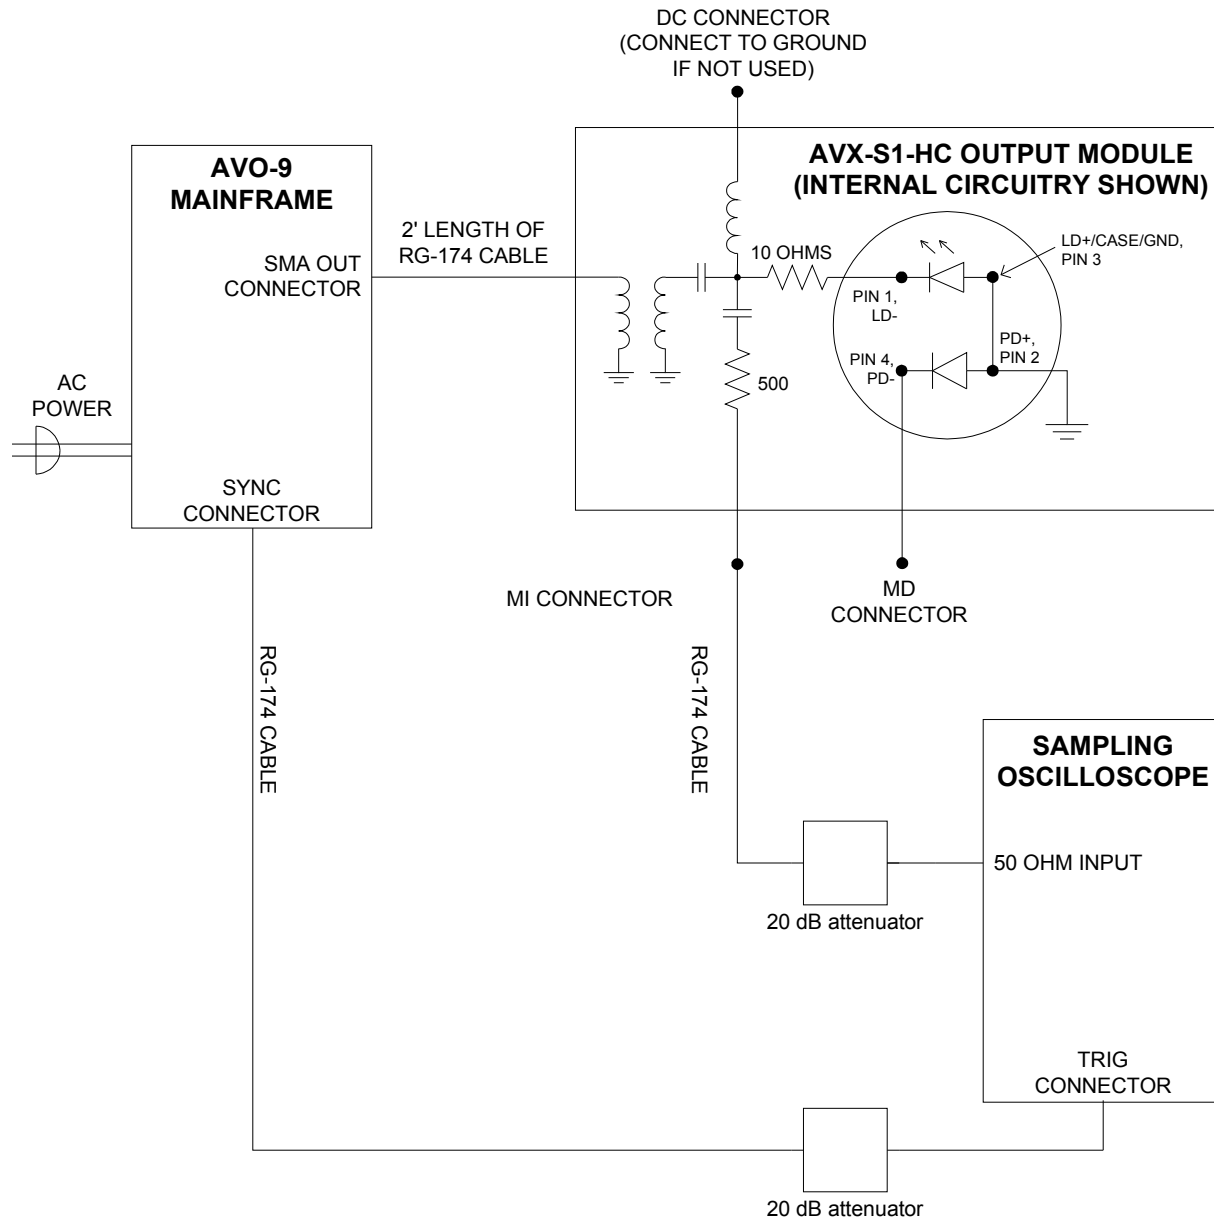 DC CONNECTOR
(CONNECT TO GROUND
IF NOT USED)
AVO-9
MAINFRAME
AVX-S1-HC OUTPUT MODULE
(INTERNAL CIRCUITRY SHOWN)
2' LENGTH OF
RG-174 CABLE
SMA OUT
CONNECTOR
10 OHMS
LD+/CASE/GND,
PIN 3
PIN 1,
LD-
PD+,
PIN 2
PIN 4,
PD-
500
AC
POWER
SYNC
CONNECTOR
MI CONNECTOR
MD
CONNECTOR
RG-174 CABLE
RG-174 CABLE
SAMPLING
OSCILLOSCOPE
50 OHM INPUT
20 dB attenuator
TRIG
CONNECTOR
20 dB attenuator